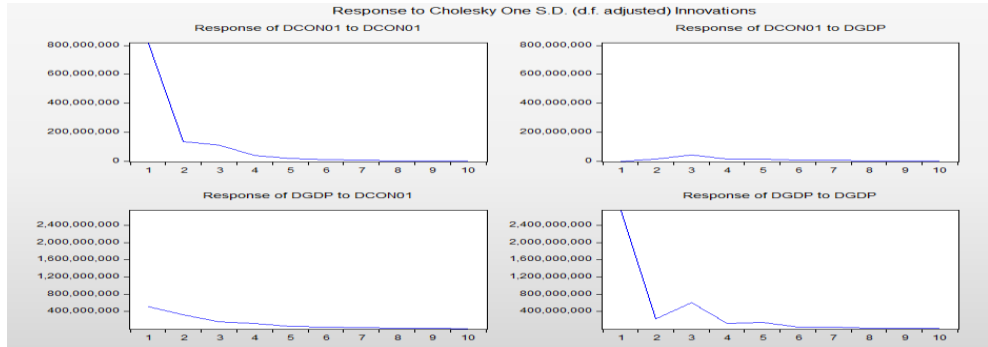 Response to Cholesky One S.D. (d.f. adjusted) Innovations
Response of DCON01 to DCON01
800,000,000
600,000,000
400,000,000
200,000,000
0
1 2 3 4 5 6 7 8 9 10
Response of DCON01 to DGDP
800,000,000
600,000,000
400,000,000
200,000,000
0
1 2 3 4 5 6 7 8 9 10
Response of DGDP to DCON01
2,400,000,000
2,000,000,000
1,600,000,000
1,200,000,000
800,000,000
400,000,000
1 2 3 4 5 6 7 8 9 10
Response of DGDP to DGDP
2,400,000,000
2,000,000,000
1,600,000,000
1,200,000,000
800,000,000
400,000,000
1 2 3 4 5 6 7 8 9 10